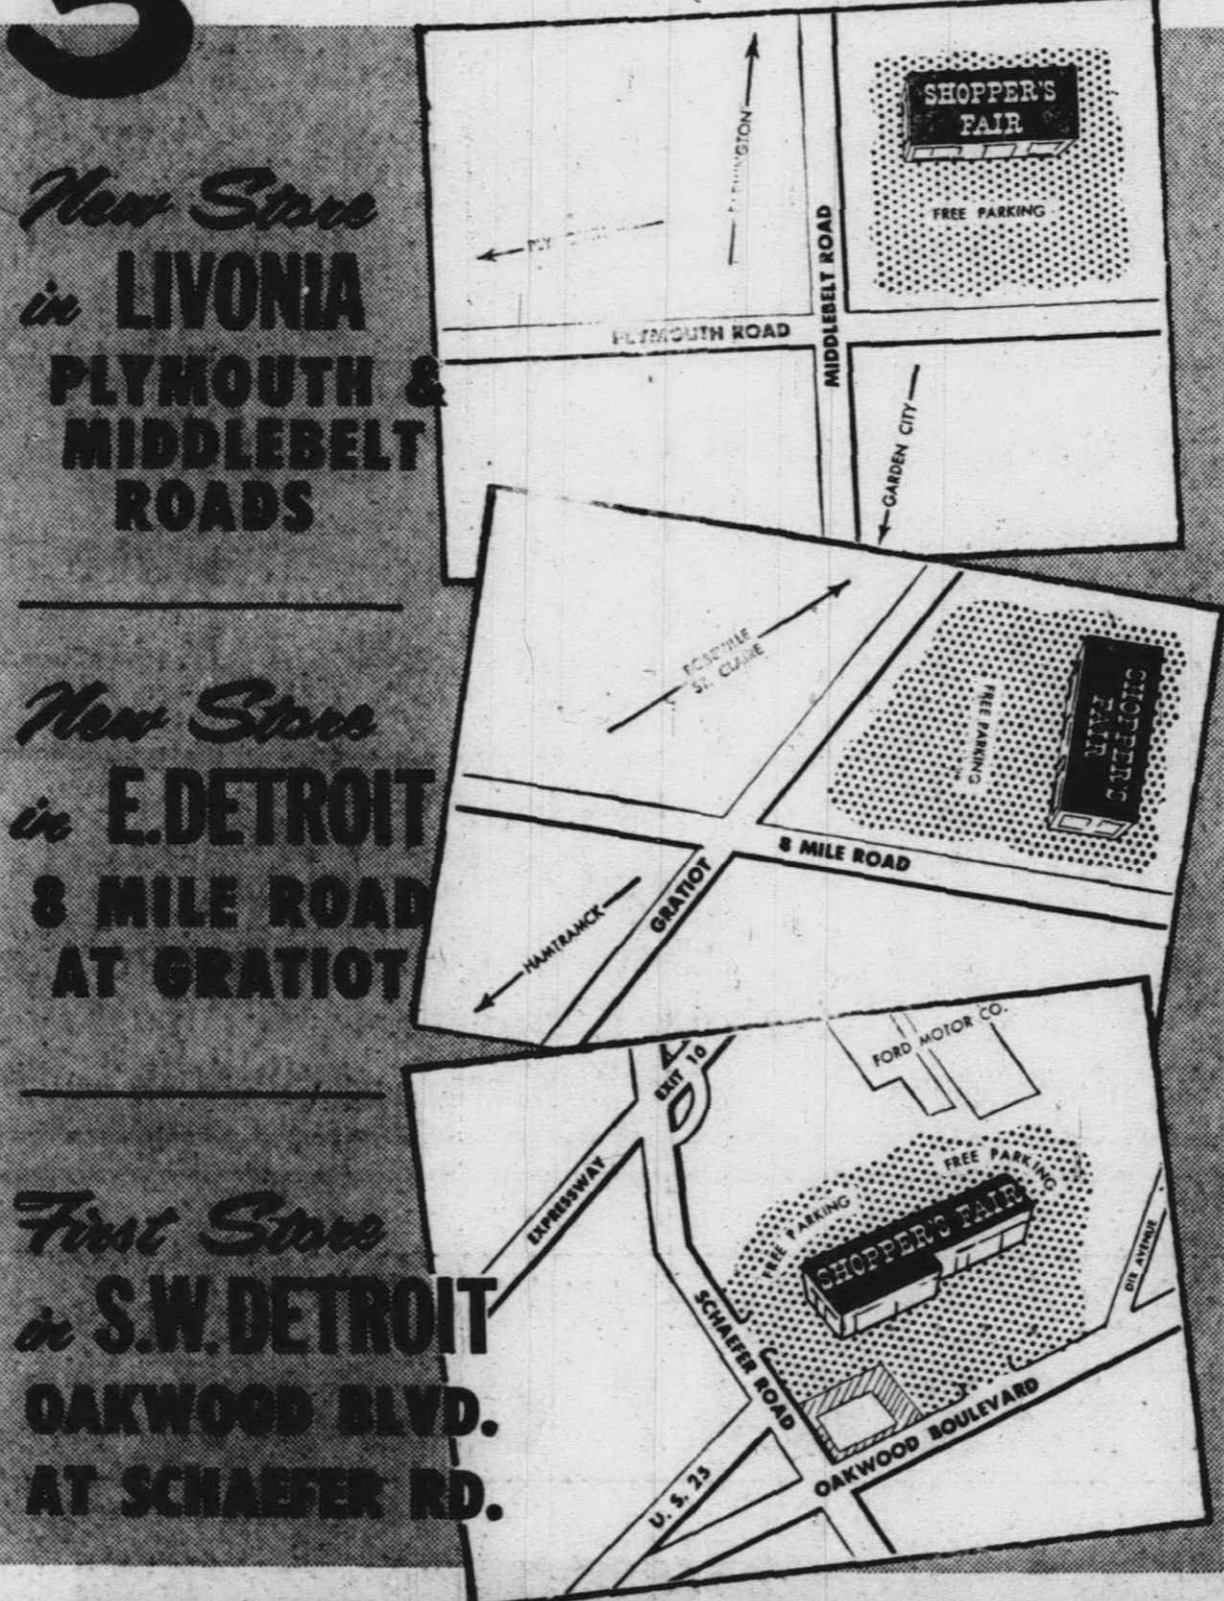 3
New Store
in LIVONIA
PLYMOUTH &
MIDDLEBELT
ROADS
New Store
in E.DETROIT
8 MILE ROAD
AT GRATIOT
First Store
in S.W.DETROIT
OAKWOOD BLVD.
AT SCHAEFER RD.
SHOPPER'S
FAIR
FREE PARKING
MIDDLEBELT ROAD
PLYMOUTH ROAD
GARDEN CITY
ROSEVILLE
ST. CLAIRE
SHOPPER'S
FAIR
FREE PARKING
8 MILE ROAD
GRATIOT
HAMTRAMCK
FORD MOTOR CO.
EXIT 10
EXPRESSWAY
FREE PARKING
FREE PARKING
SHOPPER'S FAIR
DIX AVENUE
SCHAEFER ROAD
OAKWOOD BOULEVARD
U. S. 25